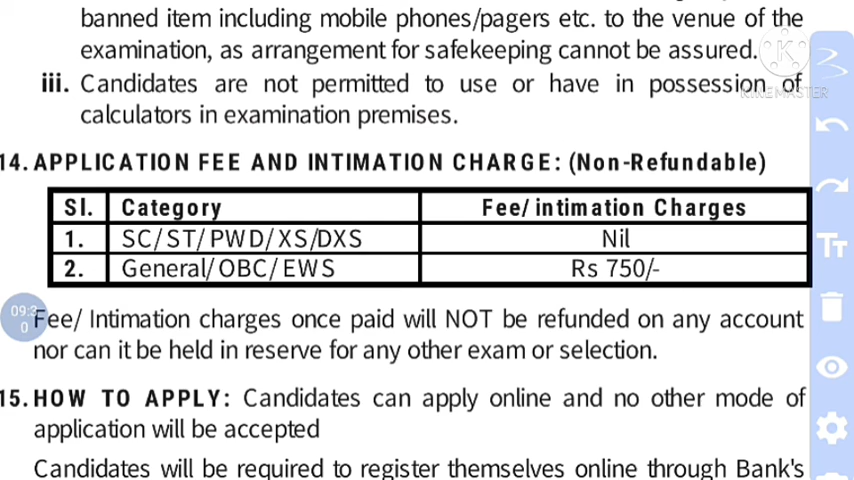 banned item including mobile phones/pagers etc. to the venue of the
examination, as arrangement for safekeeping cannot be assured.
iii. Candidates are not permitted to use or have in possession of
calculators in examination premises.
KINEMASTER
14. APPLICATION FEE AND INTIMATION CHARGE: (Non-Refundable)
Sl. Category Fee/ intimation Charges
1. SC/ST/PWD/XS/DXS Nil
2. General/OBC/EWS Rs 750/-
Fee/ Intimation charges once paid will NOT be refunded on any account
nor can it be held in reserve for any other exam or selection.
15. HOW TO APPLY: Candidates can apply online and no other mode of
application will be accepted
Candidates will be required to register themselves online through Bank's